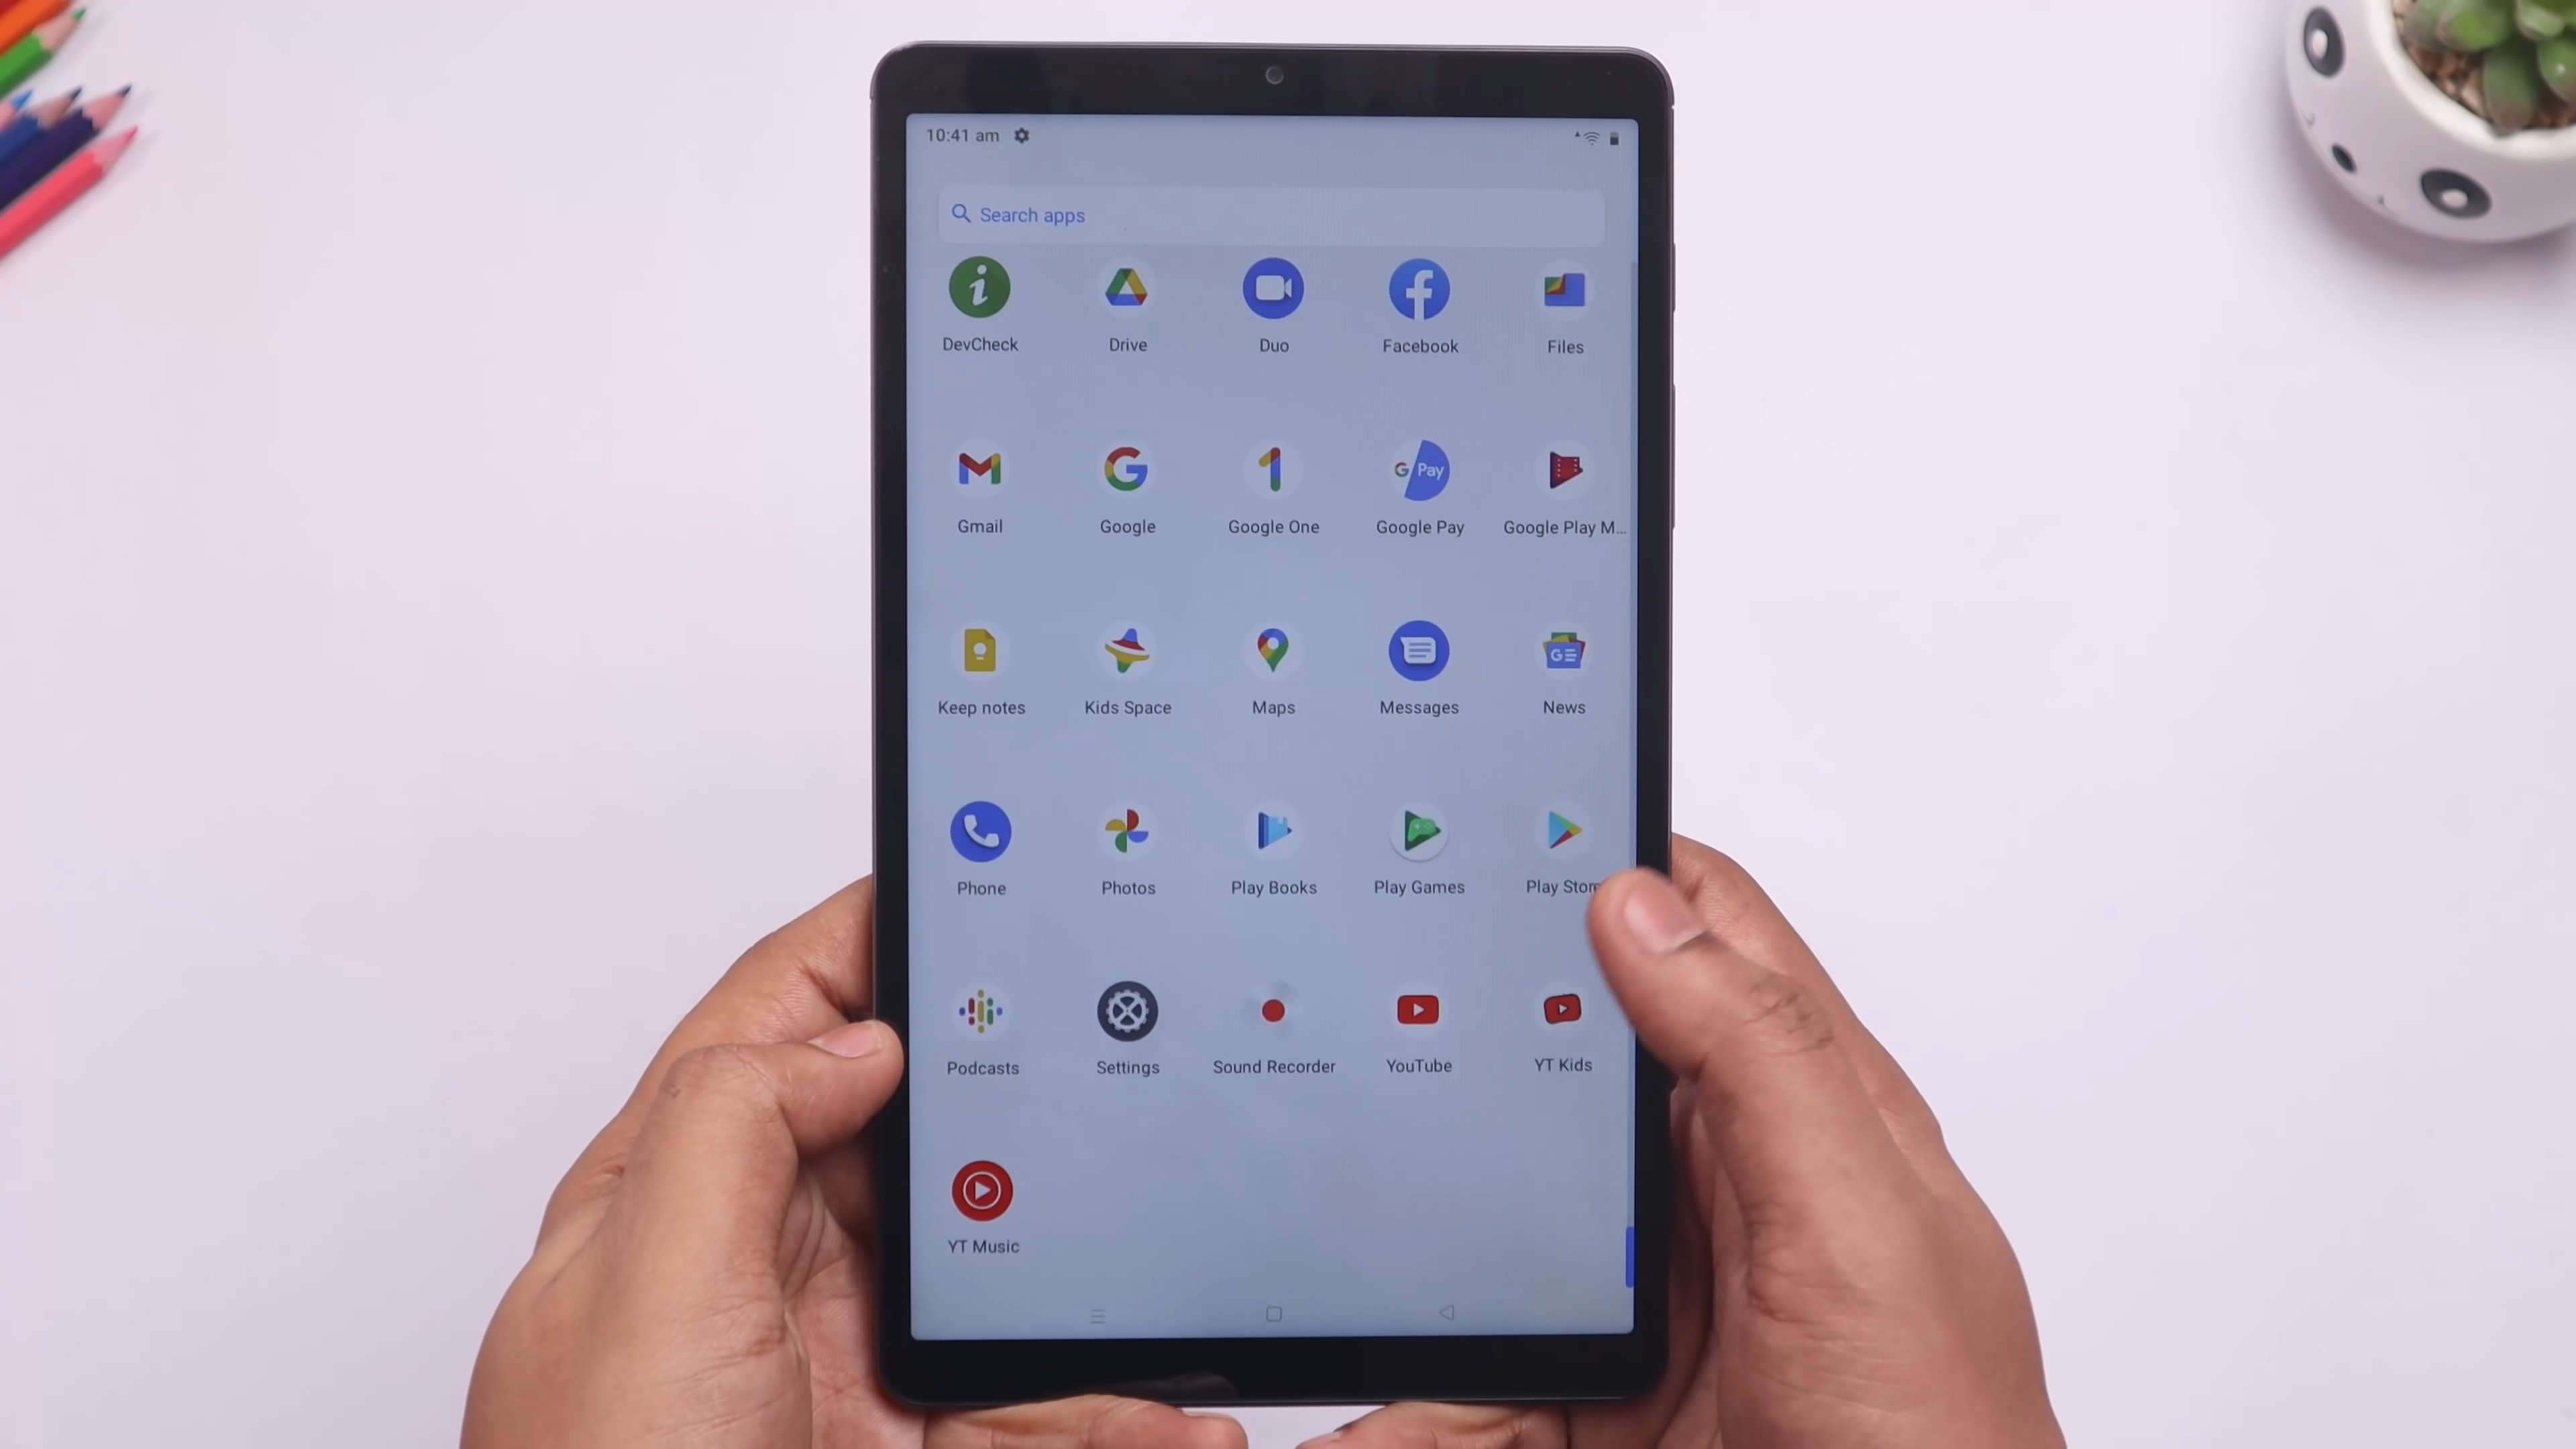 10:41 am
Search apps
DevCheck Drive Duo Facebook Files
G Pay
Gmail Google Google One Google Pay Google Play M...
GE
Keep notes Kids Space Maps Messages News
Phone Photos Play Books Play Games Play Store
Podcasts Settings Sound Recorder YouTube YT Kids
YT Music